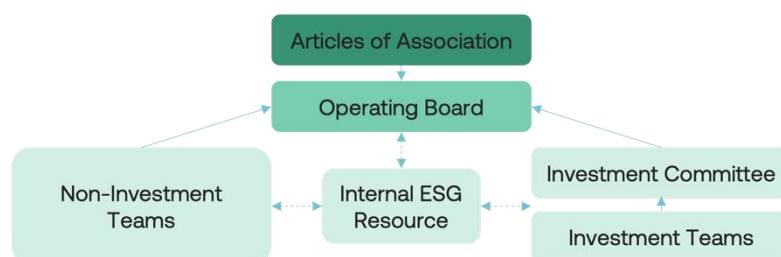 Articles of Association
Operating Board
Non-Investment
Teams
Internal ESG
Resource
Investment Committee
Investment Teams